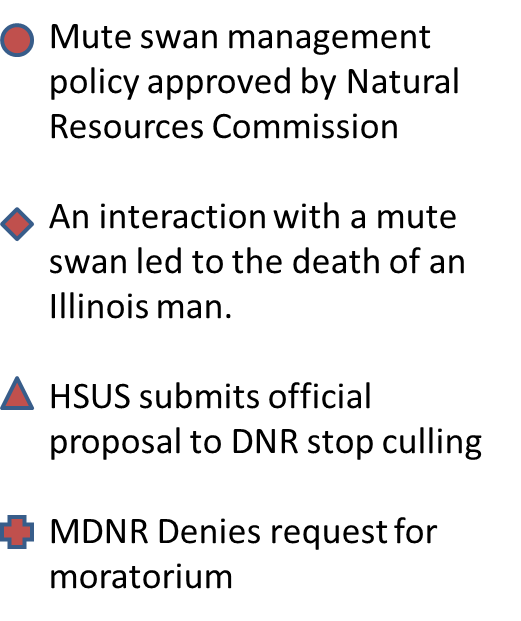 Mute swan management
policy approved by Natural
Resources Commission
An interaction with a mute
swan led to the death of an
Illinois man.
HSUS submits official
proposal to DNR stop culling
MDNR Denies request for
moratorium